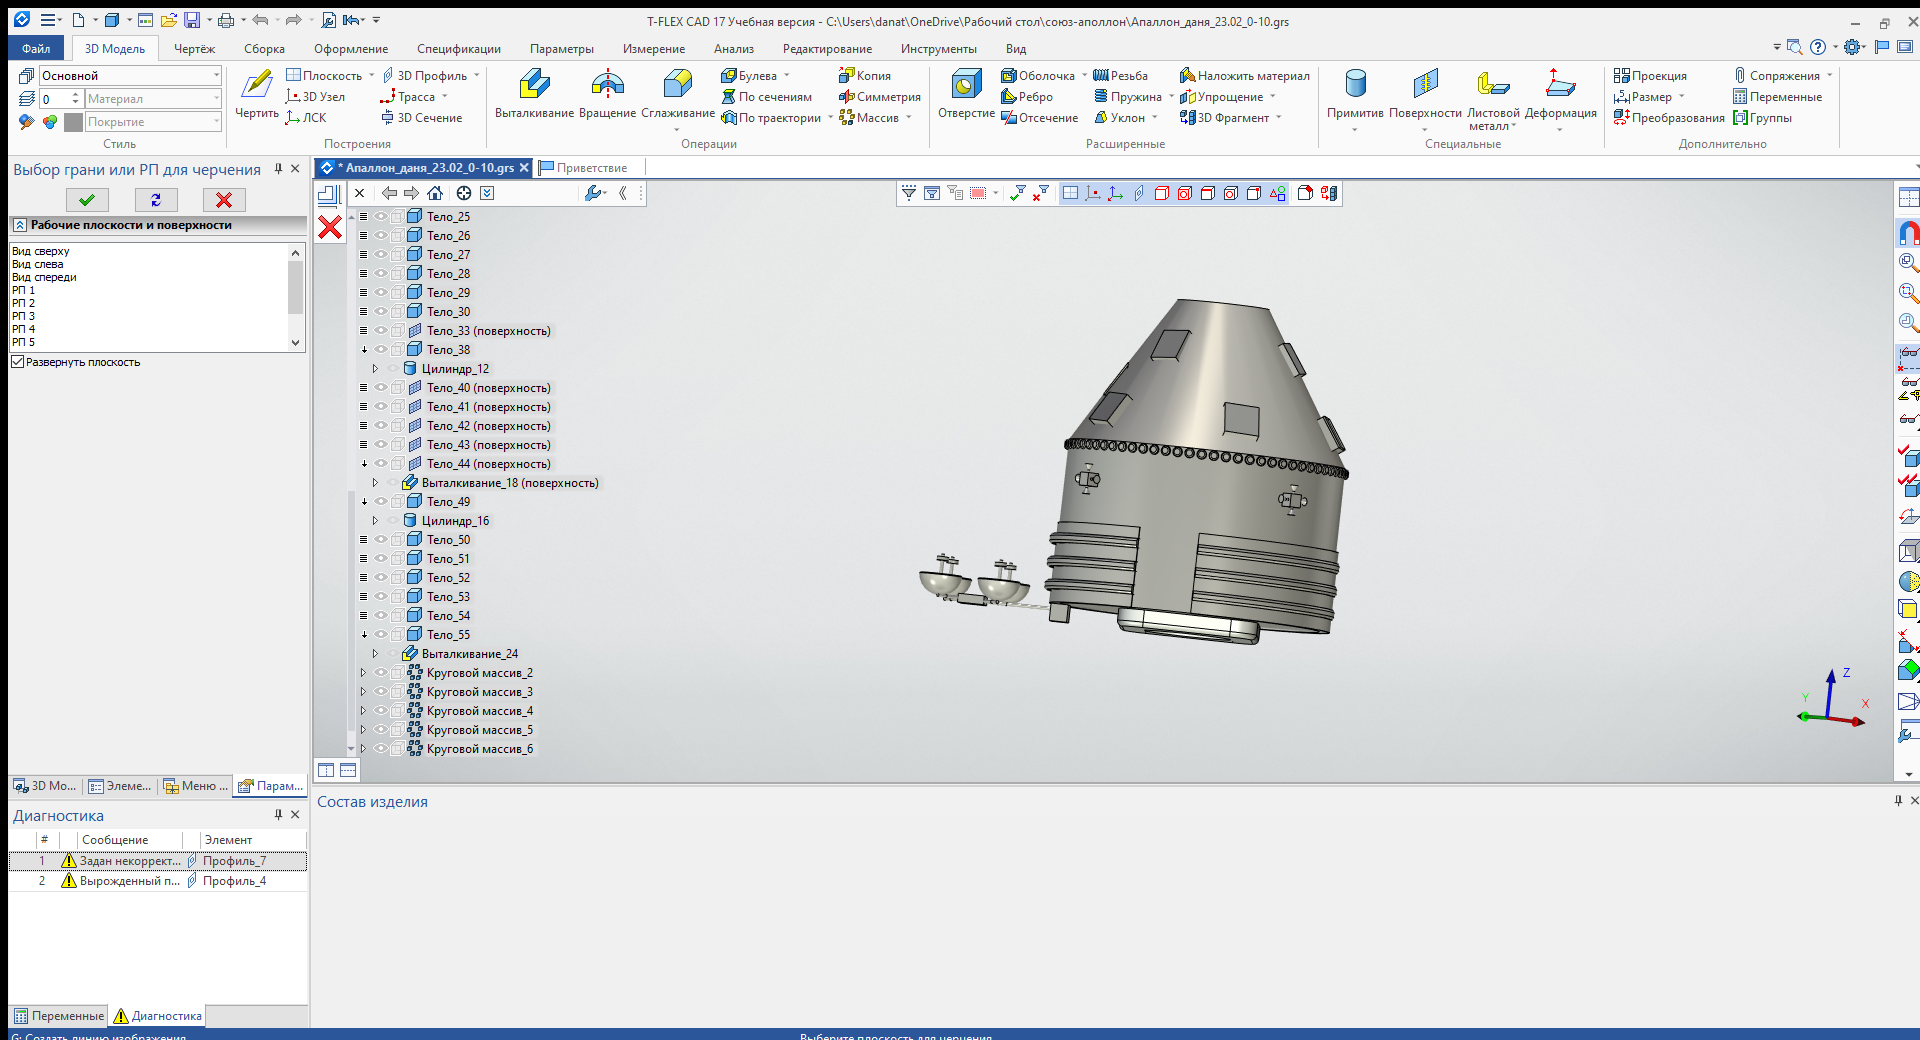 T-FLEX CAD 17 Учебная версия - C:\Users\danat\OneDrive\Рабочий стол\союз-аполлон\Апаллон_даня_23.02_0-10.grs
Файл 3D Модель Чертёж Сборка Оформление Спецификации Параметры Измерение Анализ Редактирование Инструменты Вид
Основной
0 Материал
Покрытие
Стиль
Чертить
Плоскость
3D Узел
ЛСК
3D Профиль
Трасса
3D Сечение
Построения
Выталкивание
Вращение
Сглаживание
Булева
По сечениям
По траектории
Копия
Симметрия
Массив
Операции
Отверстие
Оболочка
Ребро
Отсечение
Резьба
Пружина
Уклон
Наложить материал
Упрощение
3D Фрагмент
Расширенные
Примитив
Поверхности
Листовой
металл
Деформация
Специальные
Проекция
Размер
Преобразования
Сопряжения
Переменные
Группы
Дополнительно
Выбор грани или РП для черчения
Рабочие плоскости и поверхности
Вид сверху
Вид слева
Вид спереди
РП 1
РП 2
РП 3
РП 4
РП 5
Развернуть плоскость
3D Мо... Элеме... Меню ... Парам...
Диагностика
# Сообщение Элемент
1 Задан некоррект... Профиль_7
2 Вырожденный п... Профиль_4
Переменные Диагностика
* Апаллон_даня_23.02_0-10.grs
Приветствие
Тело_25
Тело_26
Тело_27
Тело_28
Тело_29
Тело_30
Тело_33 (поверхность)
Тело_38
Цилиндр_12
Тело_40 (поверхность)
Тело_41 (поверхность)
Тело_42 (поверхность)
Тело_43 (поверхность)
Тело_44 (поверхность)
Выталкивание_18 (поверхность)
Тело_49
Цилиндр_16
Тело_50
Тело_51
Тело_52
Тело_53
Тело_54
Тело_55
Выталкивание_24
Круговой массив_2
Круговой массив_3
Круговой массив_4
Круговой массив_5
Круговой массив_6
Z
Y
X
Состав изделия
G: Создать линию изображения
Выберите плоскость для черчения